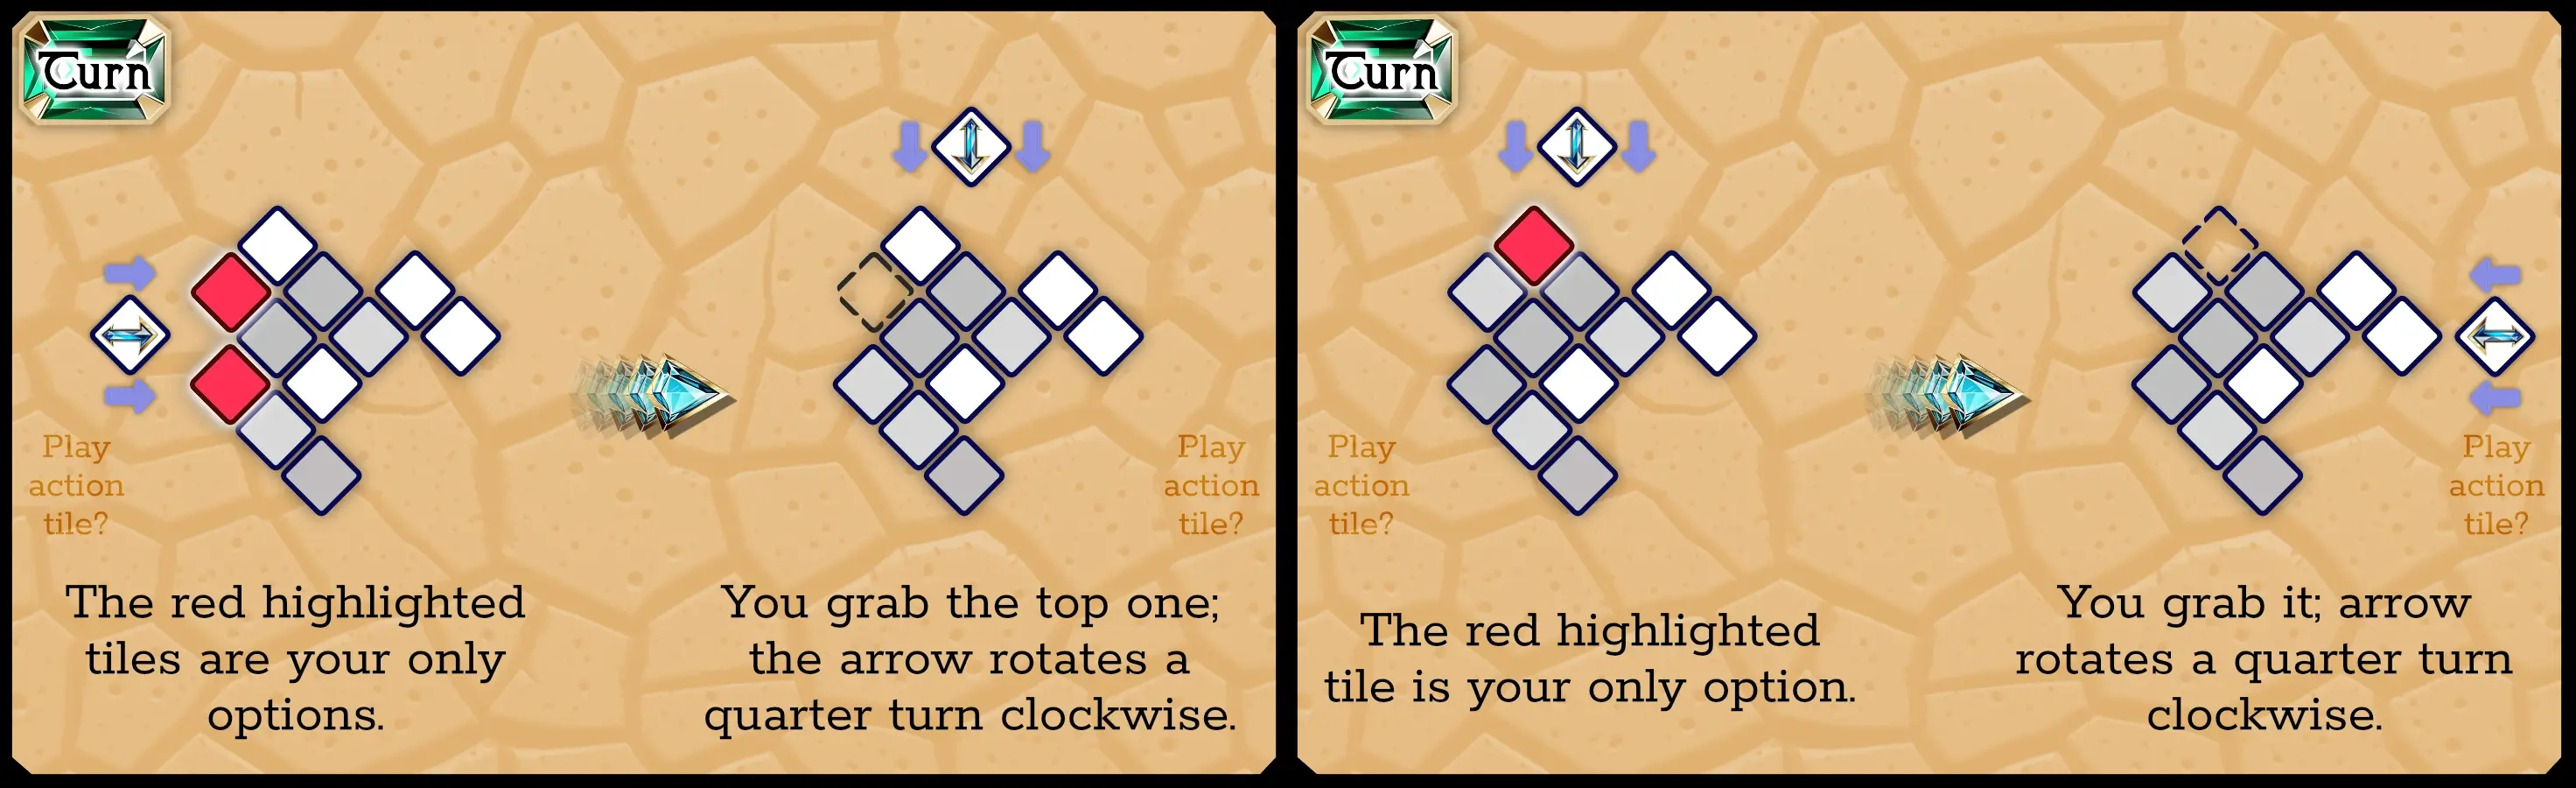 Turn
Play
action
tile?
The red highlighted
tiles are your only
options.
Play
action
tile?
You grab the top one;
the arrow rotates a
quarter turn clockwise.
Turn
Play
action
tile?
The red highlighted
tile is your only option.
Play
action
tile?
You grab it; arrow
rotates a quarter turn
clockwise.